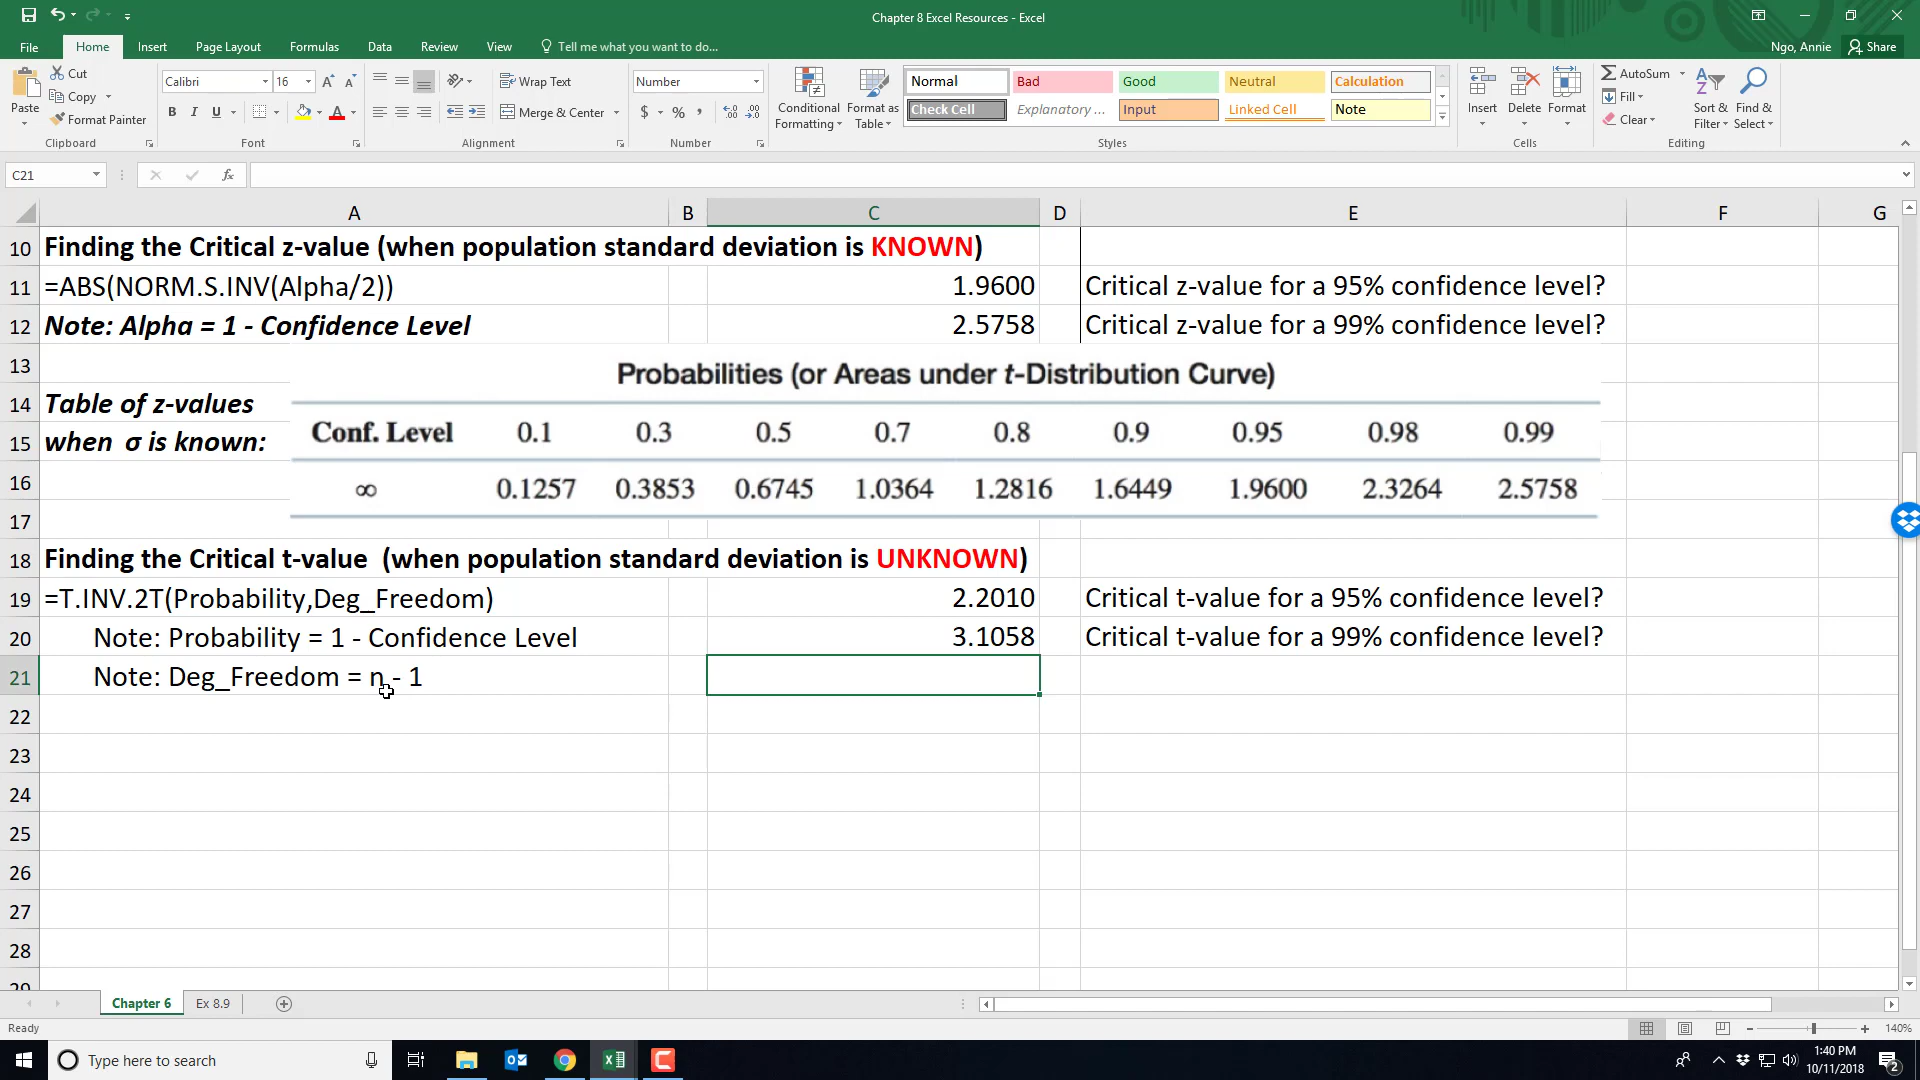 Chapter 8 Excel Resources - Excel
File Home Insert Page Layout Formulas Data Review View Tell me what you want to do... Ngo, Annie Share
Paste Cut Copy Format Painter
Clipboard
Calibri 16
B I U A
Font
Wrap Text
Merge & Center
Alignment
Number
$ % ,
Number
Conditional Formatting
Format as Table
Normal Bad Good Neutral Calculation
Check Cell Explanatory ... Input Linked Cell Note
Styles
Insert Delete Format
Cells
AutoSum
Fill
Clear
Sort & Filter
Find & Select
Editing
C21 fx
A B C D E F G
10 Finding the Critical z-value (when population standard deviation is KNOWN)
11 =ABS(NORM.S.INV(Alpha/2)) 1.9600 Critical z-value for a 95% confidence level?
12 Note: Alpha = 1 - Confidence Level 2.5758 Critical z-value for a 99% confidence level?
13 Probabilities (or Areas under t-Distribution Curve)
14 Table of z-values
Conf. Level 0.1 0.3 0.5 0.7 0.8 0.9 0.95 0.98 0.99
15 when σ is known:
16 ∞ 0.1257 0.3853 0.6745 1.0364 1.2816 1.6449 1.9600 2.3264 2.5758
17
18 Finding the Critical t-value (when population standard deviation is UNKNOWN)
19 =T.INV.2T(Probability,Deg_Freedom) 2.2010 Critical t-value for a 95% confidence level?
20 Note: Probability = 1 - Confidence Level 3.1058 Critical t-value for a 99% confidence level?
21 Note: Deg_Freedom = n - 1
22
23
24
25
26
27
28
29
Chapter 6 Ex 8.9
Ready 140%
Type here to search
1:40 PM
10/11/2018
2